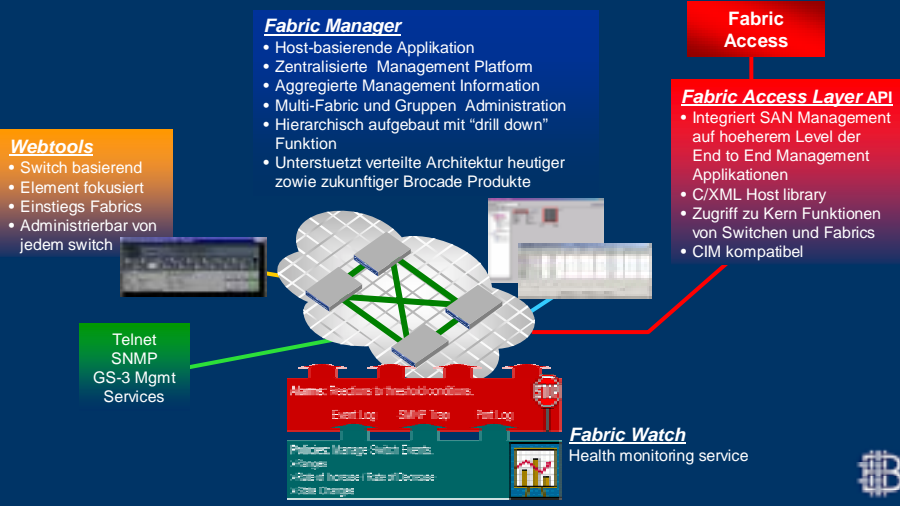 Fabric Manager
• Host-basierende Applikation
• Zentralisierte Management Platform
• Aggregierte Management Information
• Multi-Fabric und Gruppen Administration
• Hierarchisch aufgebaut mit “drill down”
Funktion
• Unterstuetzt verteilte Architektur heutiger
sowie zukunftiger Brocade Produkte
Fabric
Access
Fabric Access Layer API
• Integriert SAN Management
auf hoeherem Level der
End to End Management
Applikationen
• C/XML Host library
• Zugriff zu Kern Funktionen
von Switchen und Fabrics
• CIM kompatibel
Webtools
• Switch basierend
• Element fokusiert
• Einstiegs Fabrics
• Administrierbar von
jedem switch
Telnet
SNMP
GS-3 Mgmt
Services
Alarms: Reactions to threshold conditions.
STOP
Event Log SNMP Trap Port Log
Policies: Manage Switch Events.
➢Ranges
➢Rate of Increase / Rate of Decrease
➢State Changes
Fabric Watch
Health monitoring service